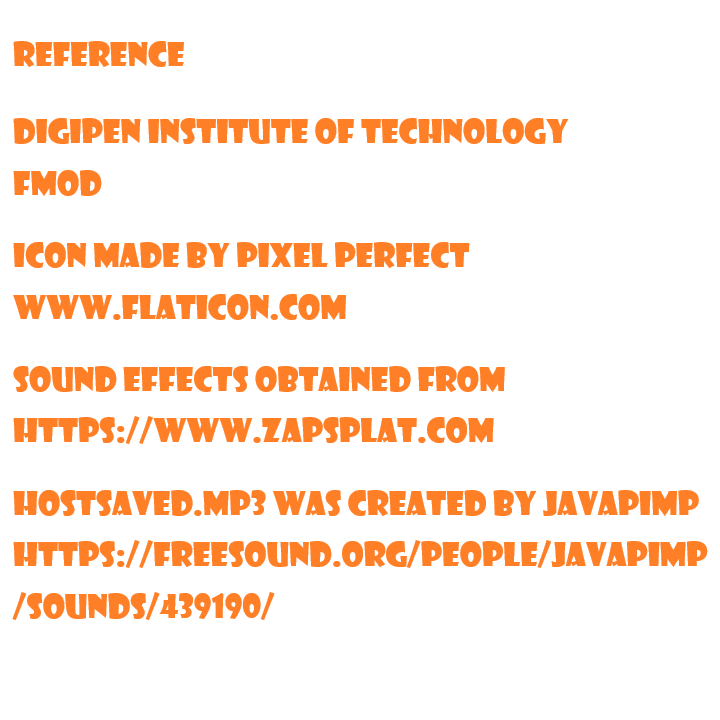 REFERENCE
DIGIPEN INSTITUTE OF TECHNOLOGY
FMOD
ICON MADE BY PIXEL PERFECT
WWW.FLATICON.COM
SOUND EFFECTS OBTAINED FROM
HTTPS://WWW.ZAPSPLAT.COM
HOSTSAVED.MP3 WAS CREATED BY JAVAPIMP
HTTPS://FREESOUND.ORG/PEOPLE/JAVAPIMP
/SOUNDS/439190/